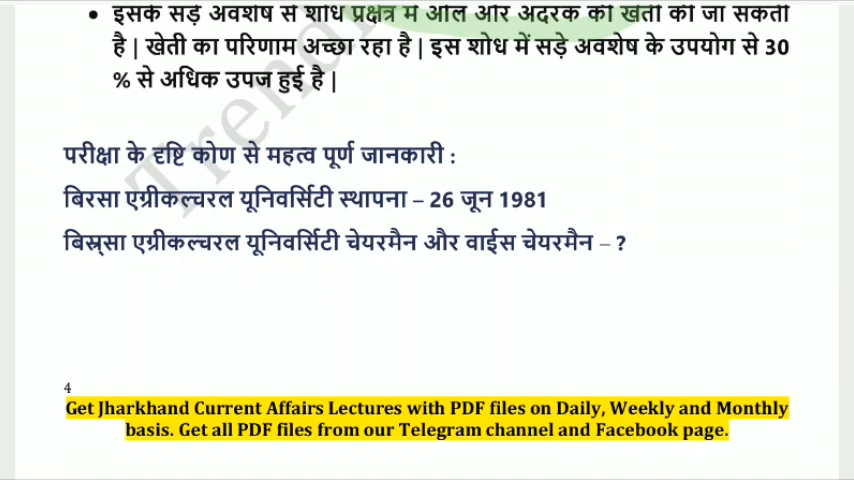 इसके सड़े अवशेष से शोध प्रक्षेत्र में ओल और अदरक की खेती की जा सकती
है | खेती का परिणाम अच्छा रहा है | इस शोध में सड़े अवशेष के उपयोग से 30
% से अधिक उपज हुई है |
परीक्षा के दृष्टि कोण से महत्व पूर्ण जानकारी :
बिरसा एग्रीकल्चरल यूनिवर्सिटी स्थापना – 26 जून 1981
बिस्र्सा एग्रीकल्चरल यूनिवर्सिटी चेयरमैन और वाईस चेयरमैन – ?
4
Get Jharkhand Current Affairs Lectures with PDF files on Daily, Weekly and Monthly
basis. Get all PDF files from our Telegram channel and Facebook page.